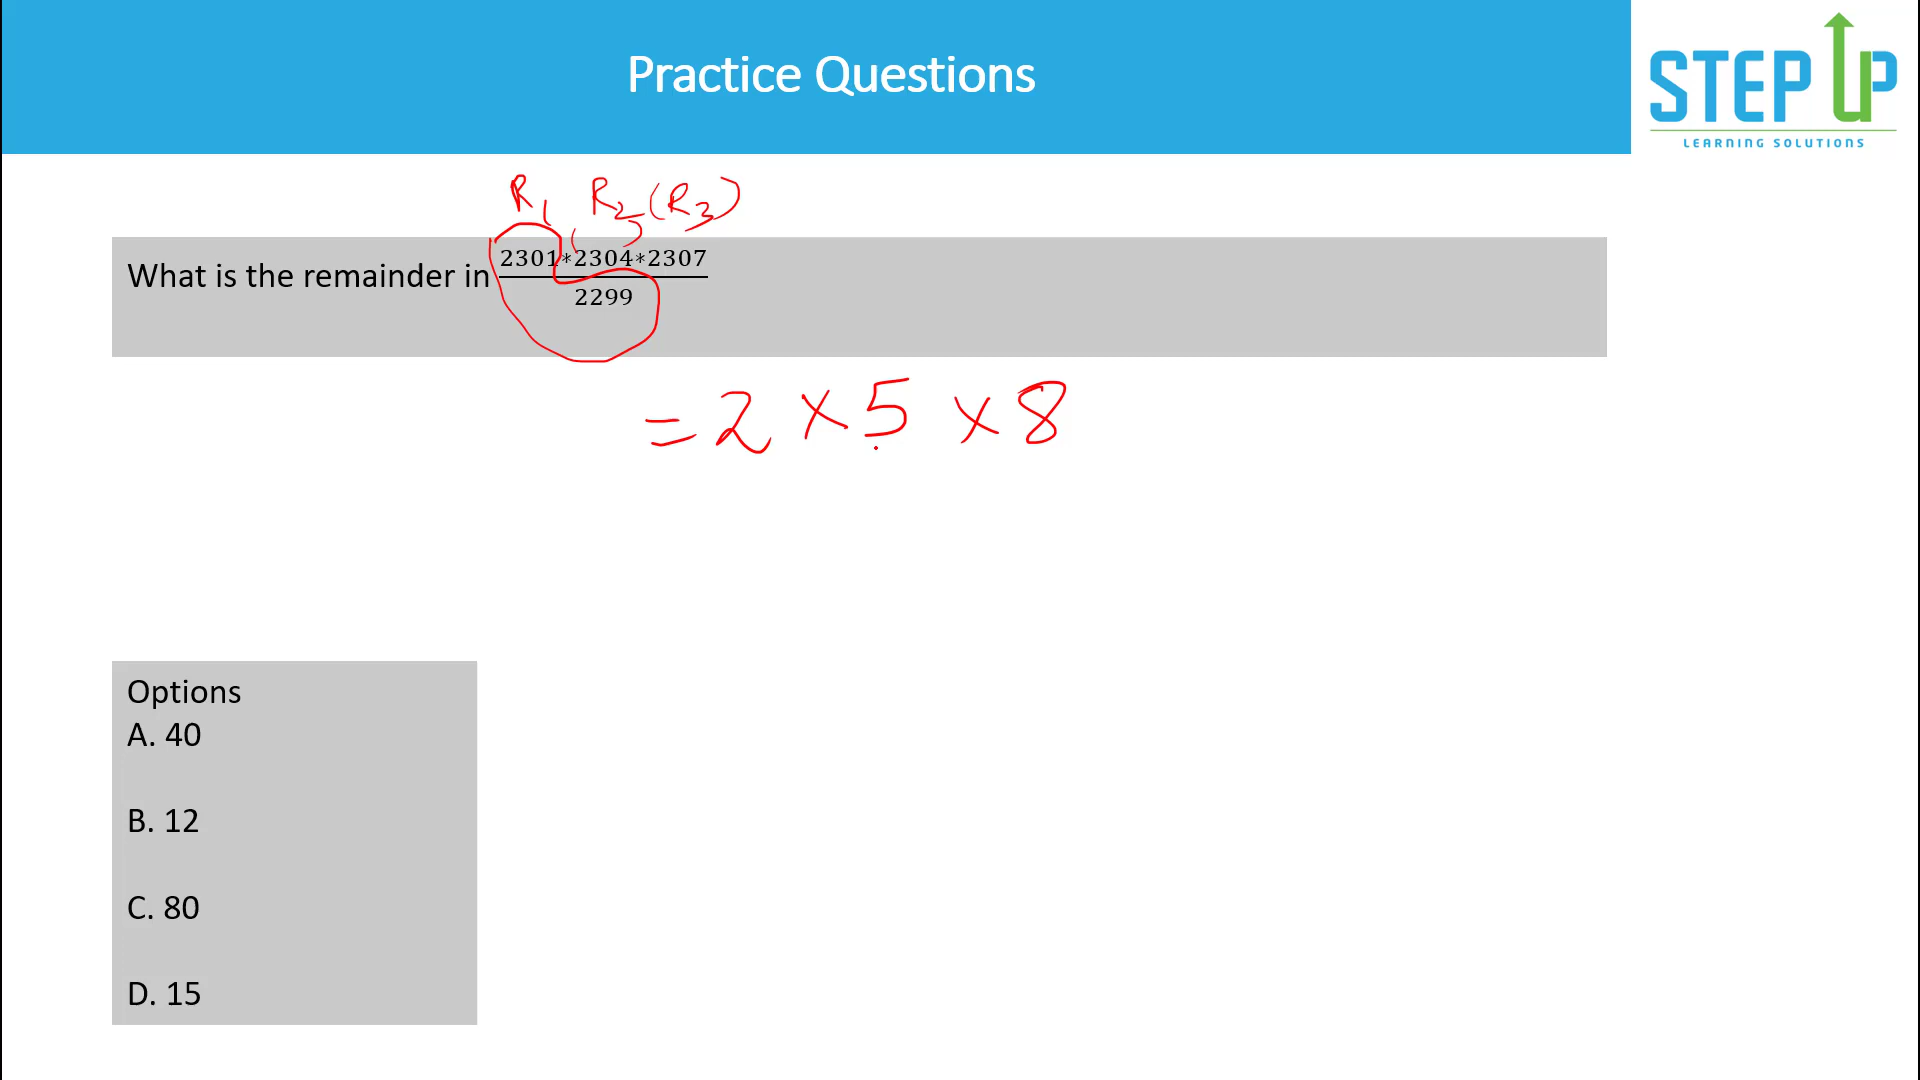 Practice Questions
STEP UP
LEARNING SOLUTIONS
R1 R2 (R3)
What is the remainder in 2301*2304*2307
2299
= 2 × 5 × 8
Options
A. 40
B. 12
C. 80
D. 15